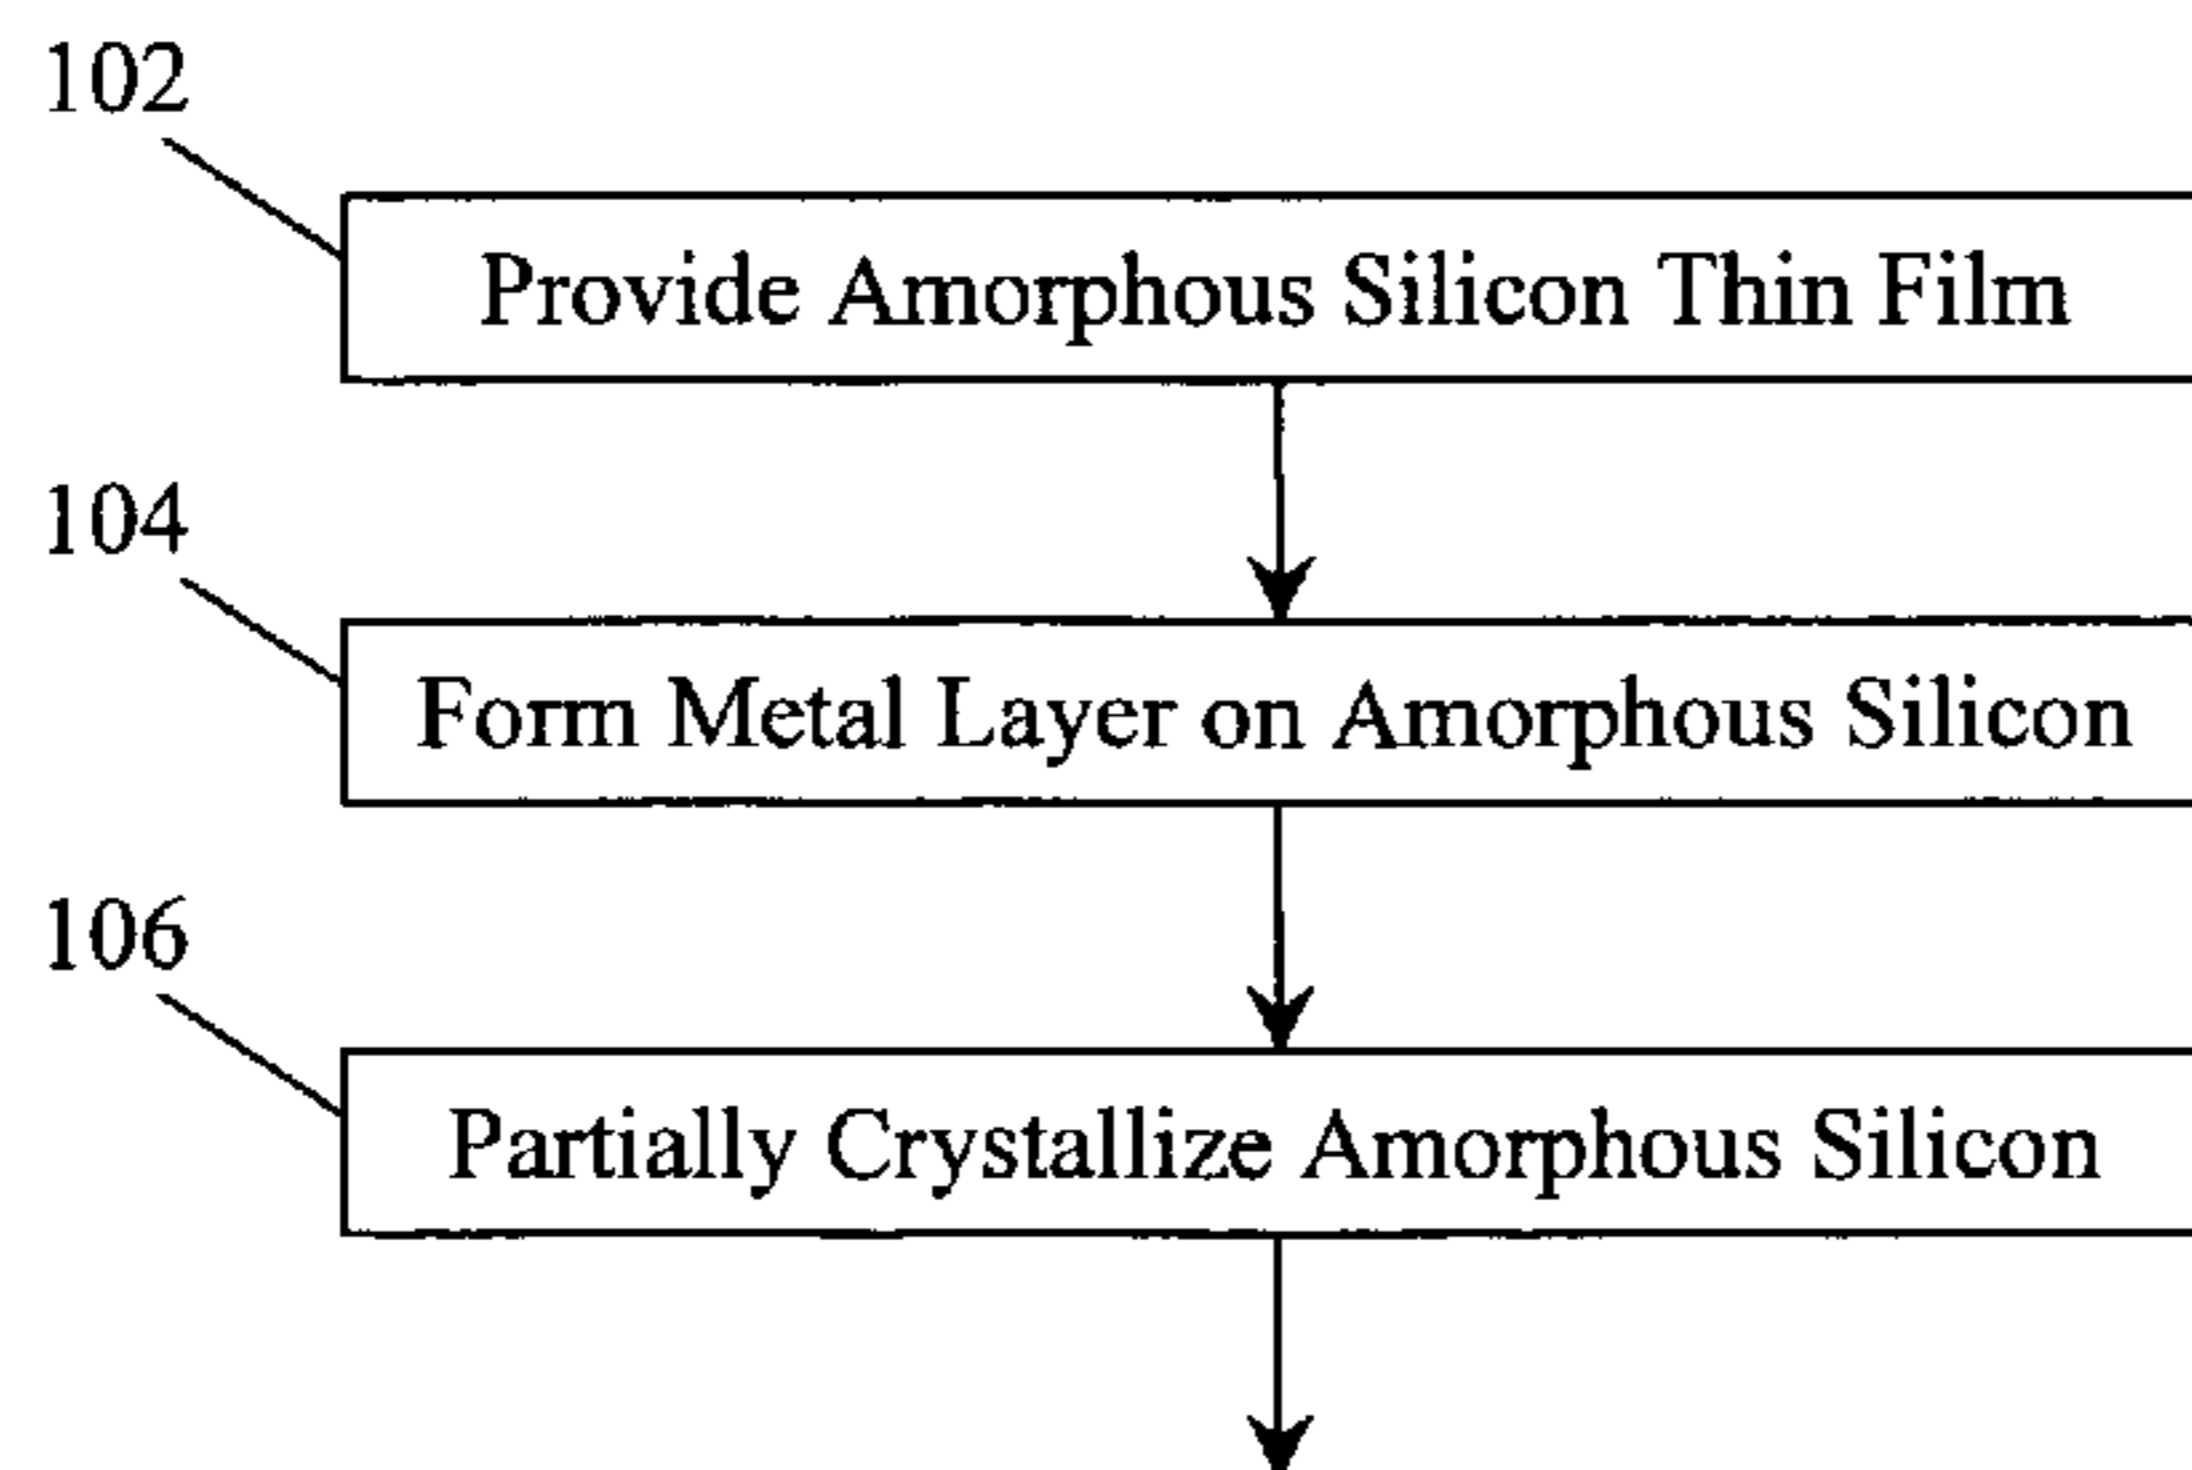 102
Provide Amorphous Silicon Thin Film
104
Form Metal Layer on Amorphous Silicon
106
Partially Crystallize Amorphous Silicon